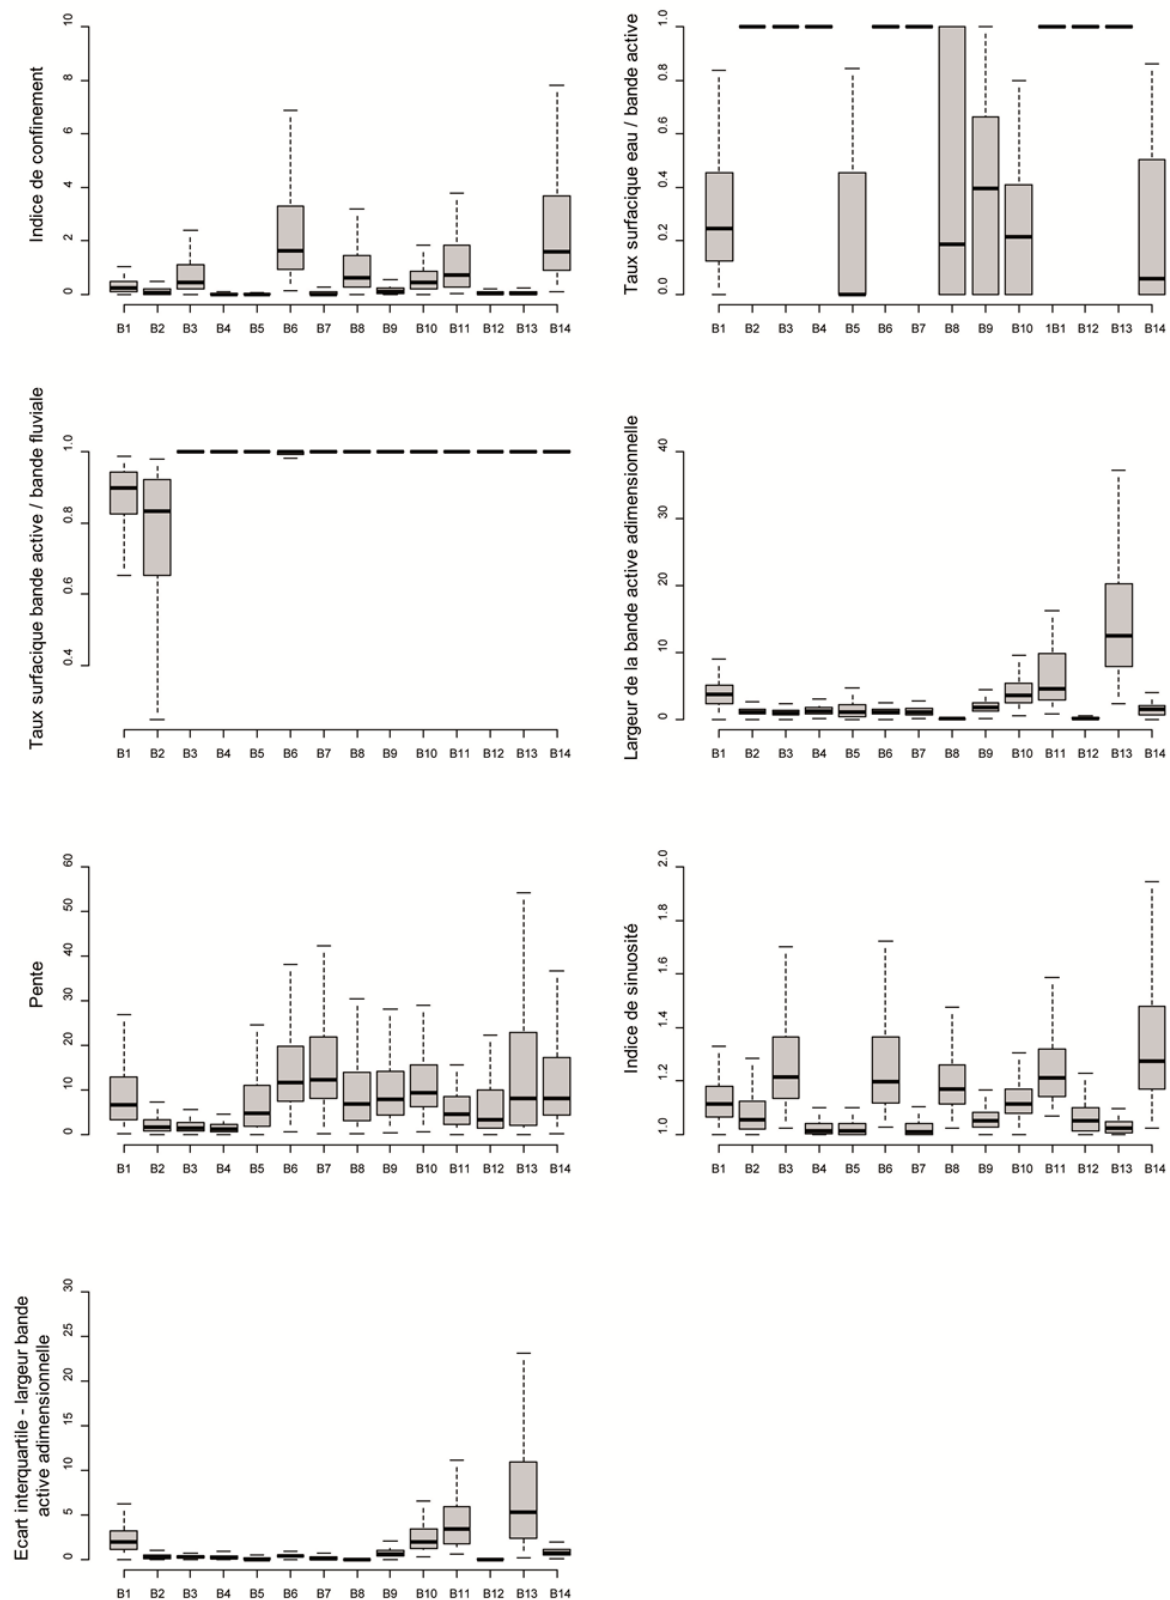 Indice de confinement
10
8
6
4
2
0
B1 B2 B3 B4 B5 B6 B7 B8 B9 B10 B11 B12 B13 B14
Taux surfacique eau / bande active
1.0
0.8
0.6
0.4
0.2
0.0
B1 B2 B3 B4 B5 B6 B7 B8 B9 B10 1B1 B12 B13 B14
Taux surfacique bande active / bande fluviale
1.0
0.8
0.6
0.4
B1 B2 B3 B4 B5 B6 B7 B8 B9 B10 B11 B12 B13 B14
Largeur de la bande active adimensionnelle
40
30
20
10
0
B1 B2 B3 B4 B5 B6 B7 B8 B9 B10 B11 B12 B13 B14
Pente
60
50
40
30
20
10
0
B1 B2 B3 B4 B5 B6 B7 B8 B9 B10 B11 B12 B13 B14
Indice de sinuosité
2.0
1.8
1.6
1.4
1.2
1.0
B1 B2 B3 B4 B5 B6 B7 B8 B9 B10 B11 B12 B13 B14
Ecart interquartile - largeur bande
active adimensionnelle
30
25
20
15
10
5
0
B1 B2 B3 B4 B5 B6 B7 B8 B9 B10 B11 B12 B13 B14